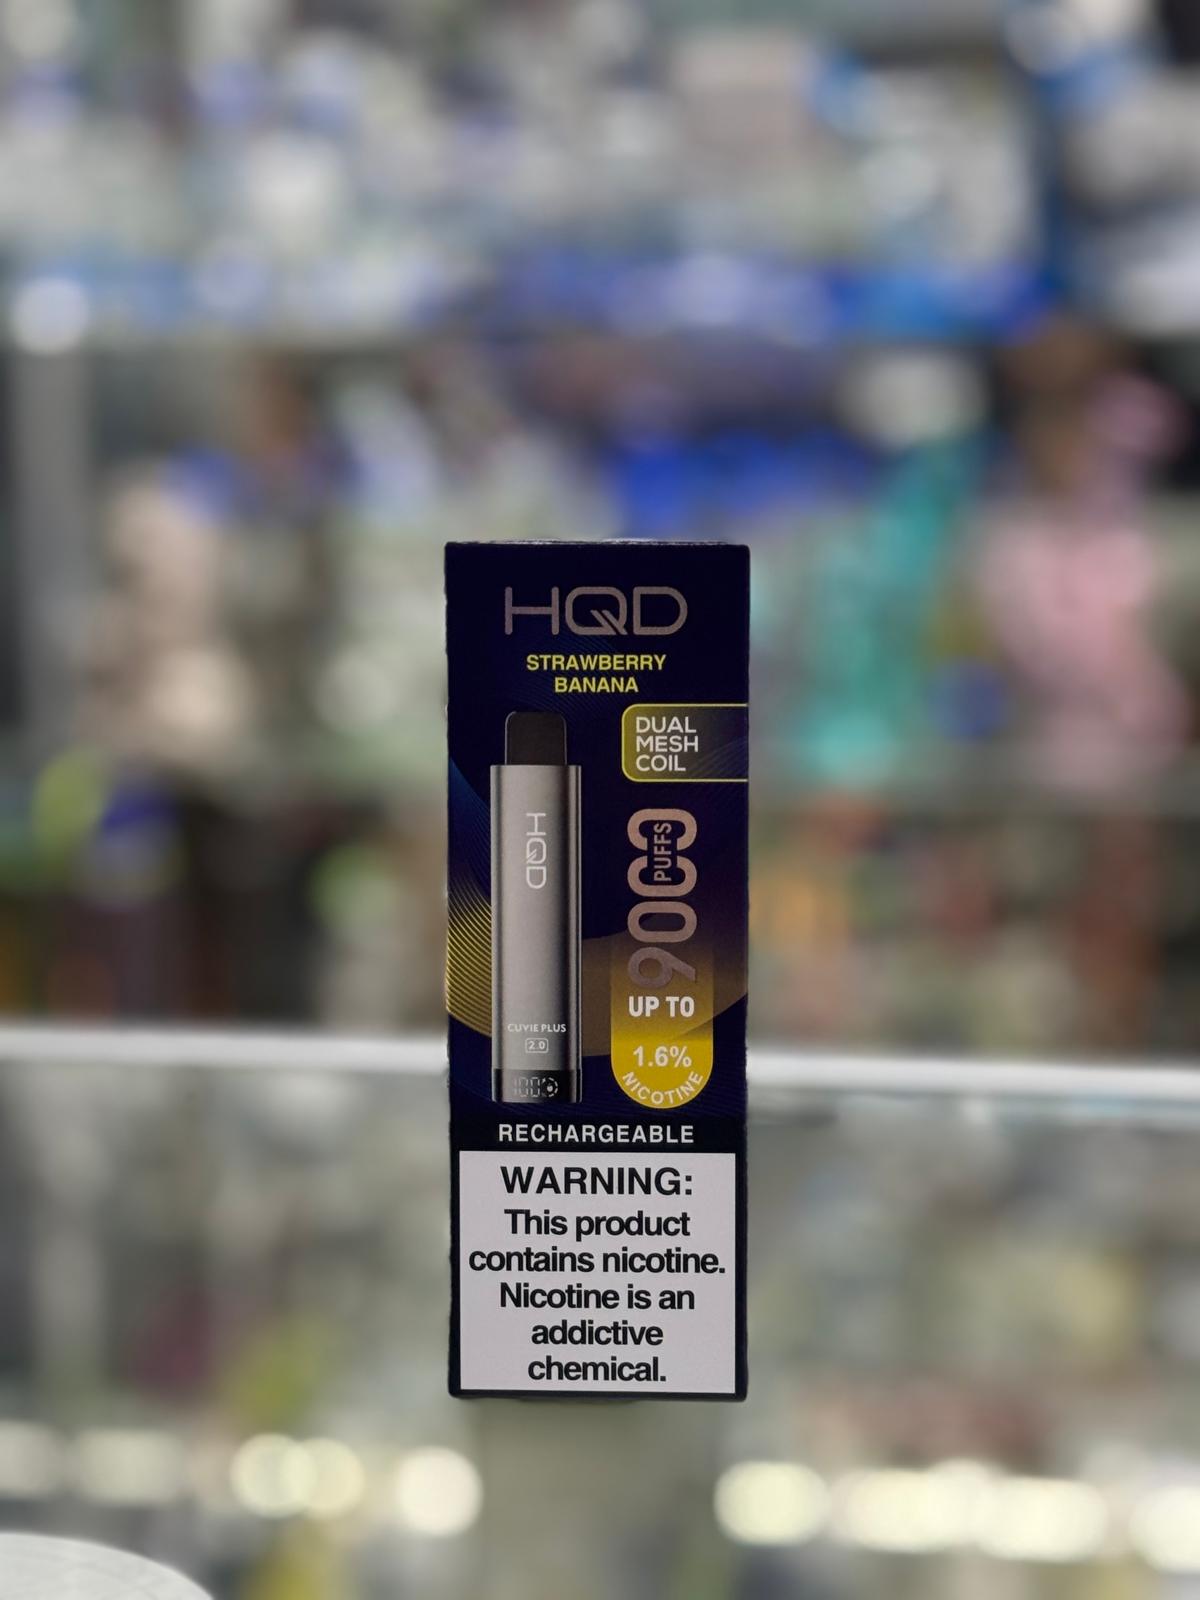 HQD
STRAWBERRY
BANANA
DUAL
MESH
COIL
HQD
9000
PUFFS
UP TO
CUVIE PLUS
2.0
1.6%
NICOTINE
100
RECHARGEABLE
WARNING:
This product
contains nicotine.
Nicotine is an
addictive
chemical.